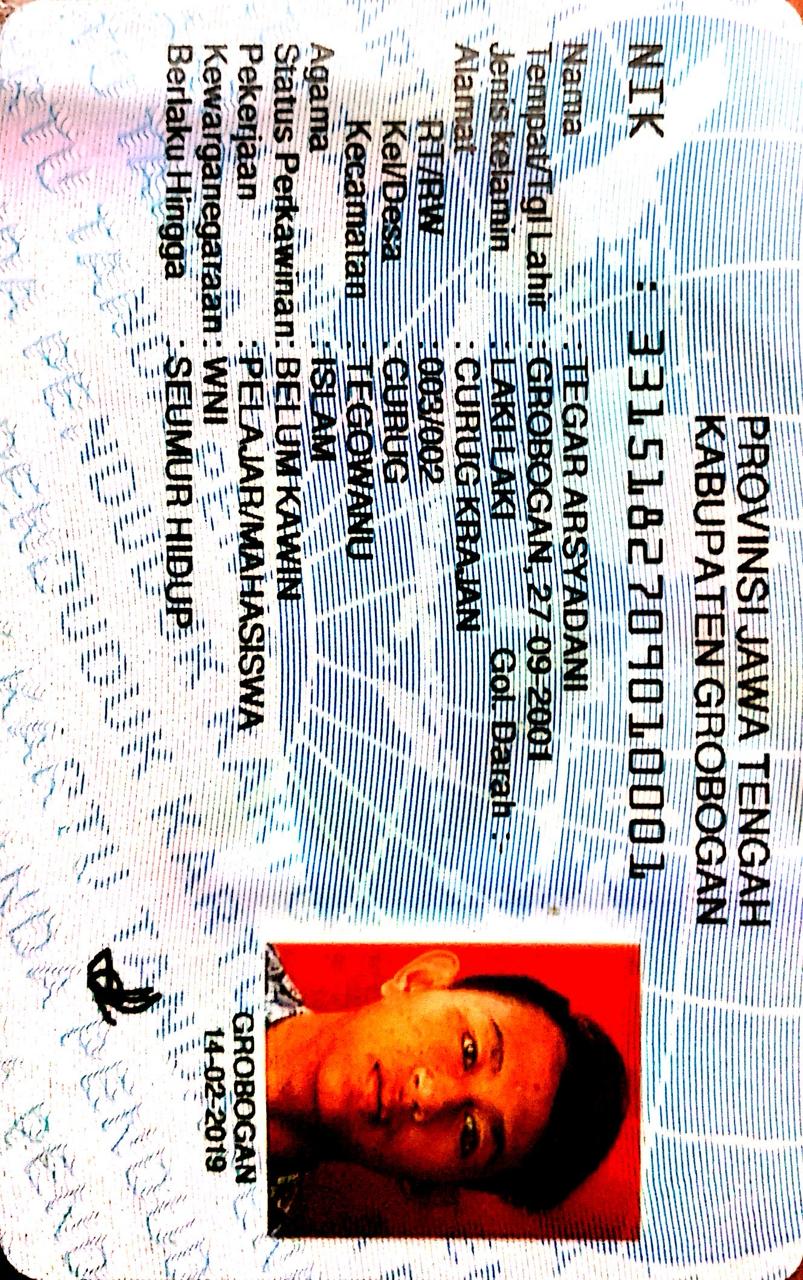 PROVINSI JAWA TENGAH
KABUPATEN GROBOGAN
NIK : 3315182709010001
Nama : TEGAR ARSYADANI
Tempat/Tgl Lahir : GROBOGAN, 27-09-2001
Jenis kelamin : LAKI-LAKI Gol. Darah : -
Alamat : CURUG KRAJAN
RT/RW : 003/002
Kel/Desa : CURUG
Kecamatan : TEGOWANU
Agama : ISLAM
Status Perkawinan: BELUM KAWIN
Pekerjaan : PELAJAR/MAHASISWA
Kewarganegaraan: WNI
Berlaku Hingga : SEUMUR HIDUP
GROBOGAN
14-02-2019